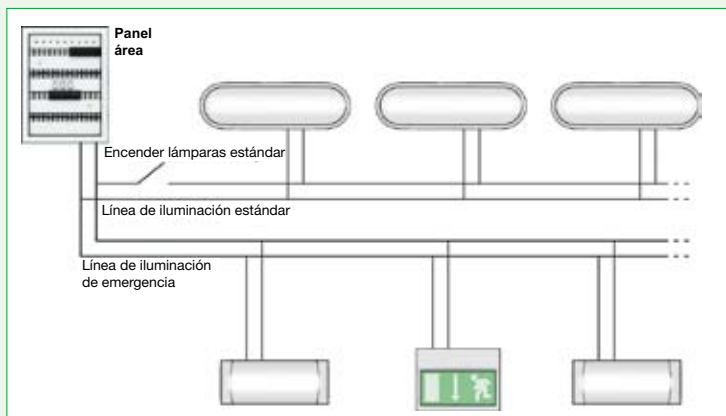 Panel
área
Encender lámparas estándar
Línea de iluminación estándar
Línea de iluminación
de emergencia